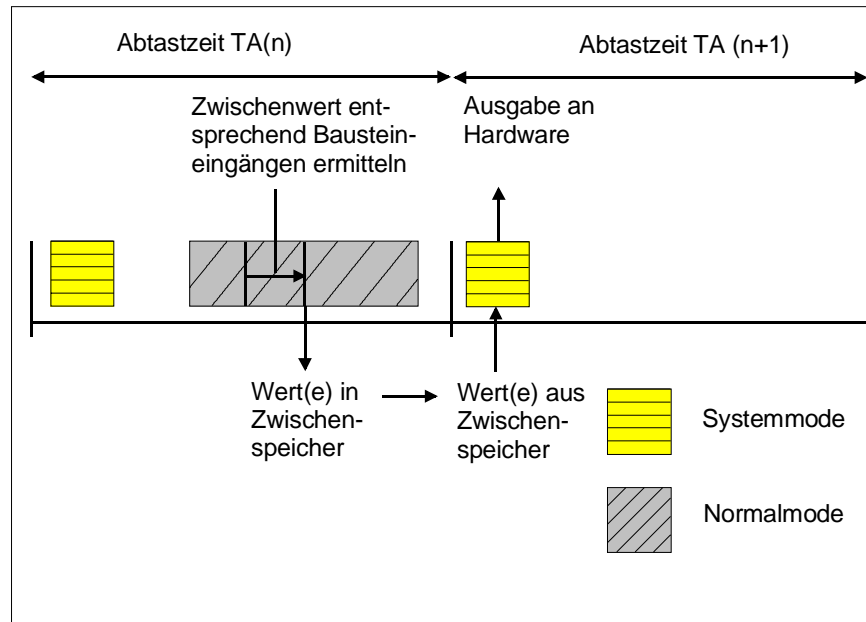 Abtastzeit TA(n)
Abtastzeit TA (n+1)
Zwischenwert ent-
sprechend Baustein-
eingängen ermitteln
Ausgabe an
Hardware
Wert(e) in
Zwischen-
speicher
Wert(e) aus
Zwischen-
speicher
Systemmode
Normalmode